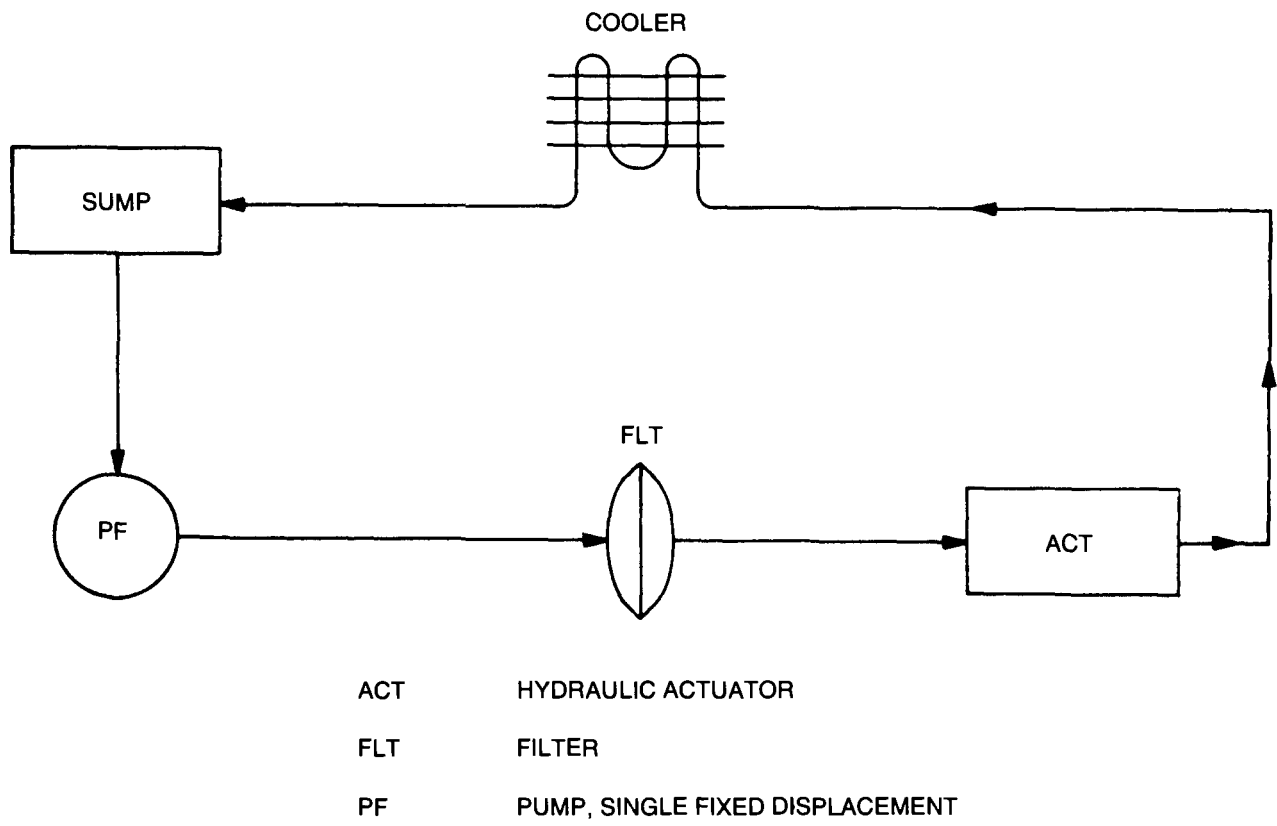 COOLER
SUMP
FLT
PF
ACT
ACT HYDRAULIC ACTUATOR
FLT FILTER
PF PUMP, SINGLE FIXED DISPLACEMENT